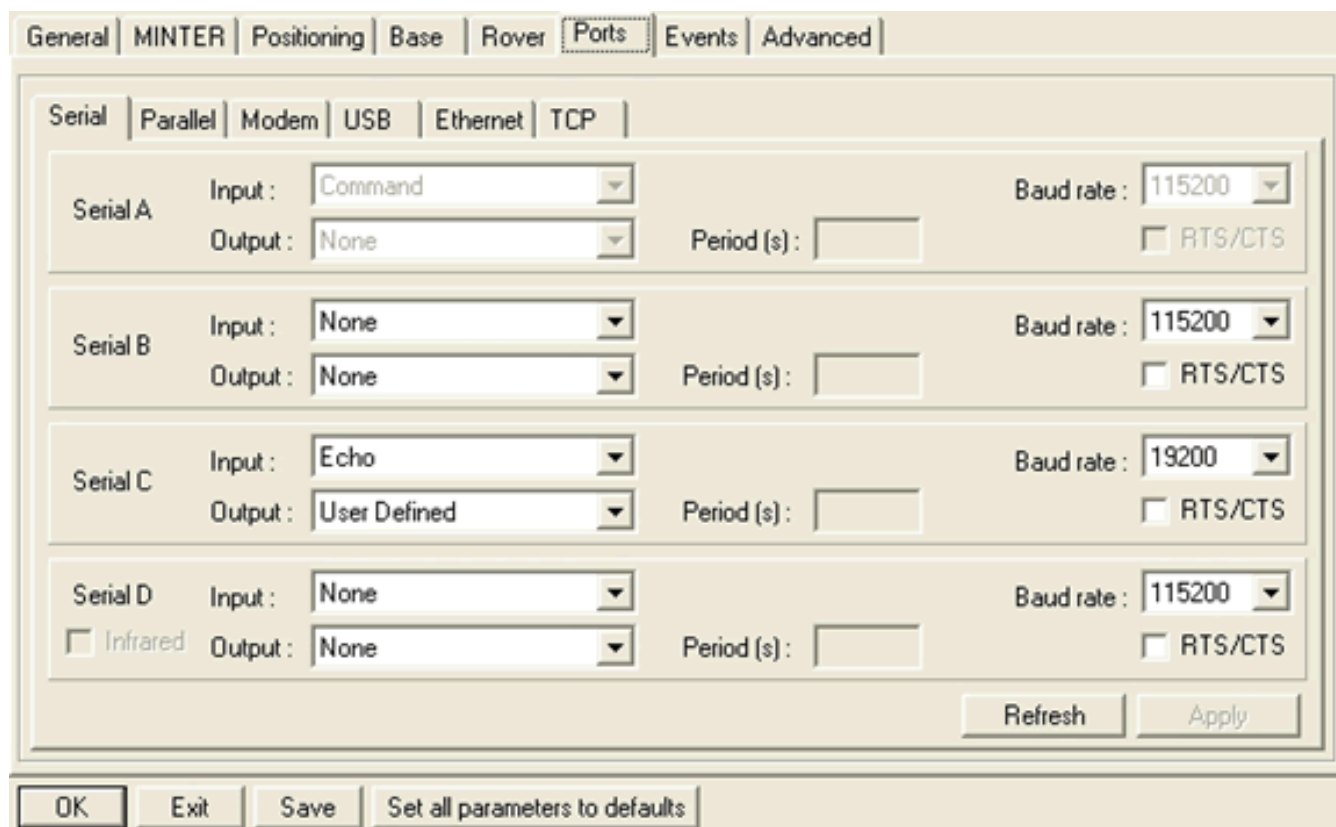 General MINTER Positioning Base Rover Ports Events Advanced
Serial Parallel Modem USB Ethernet TCP
Serial A
Input : Command
Baud rate : 115200
Output : None
Period (s) :
RTS/CTS
Serial B
Input : None
Baud rate : 115200
Output : None
Period (s) :
RTS/CTS
Serial C
Input : Echo
Baud rate : 19200
Output : User Defined
Period (s) :
RTS/CTS
Serial D
Input : None
Baud rate : 115200
Infrared
Output : None
Period (s) :
RTS/CTS
Refresh Apply
OK Exit Save Set all parameters to defaults